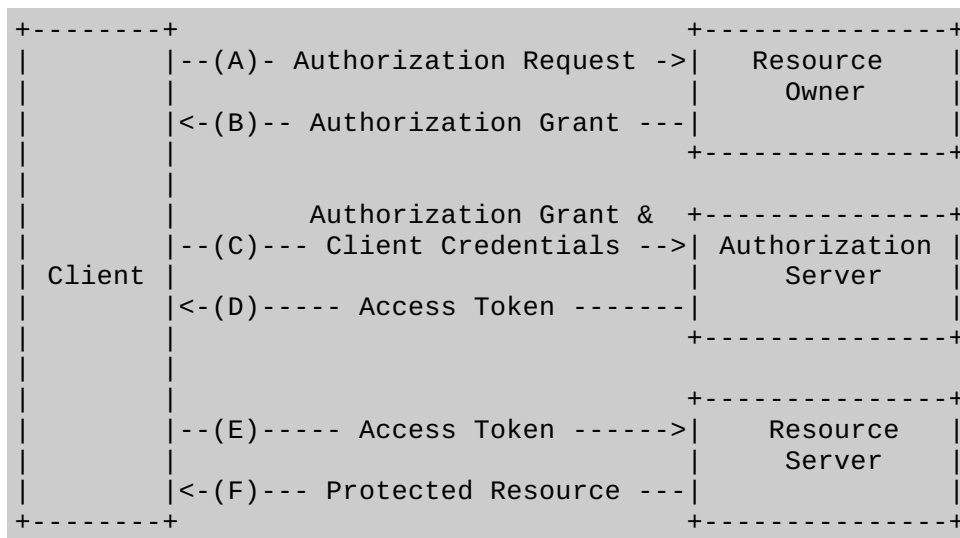 +--------+                               +---------------+
|        |--(A)- Authorization Request ->|   Resource    |
|        |                               |     Owner     |
|        |<-(B)-- Authorization Grant ---|               |
|        |                               +---------------+
|        |
|        |        Authorization Grant &  +---------------+
|        |--(C)--- Client Credentials -->| Authorization |
| Client |                               |     Server    |
|        |<-(D)----- Access Token -------|               |
|        |                               +---------------+
|        |
|        |                               +---------------+
|        |--(E)----- Access Token ------>|    Resource   |
|        |                               |     Server    |
|        |<-(F)--- Protected Resource ---|               |
+--------+                               +---------------+